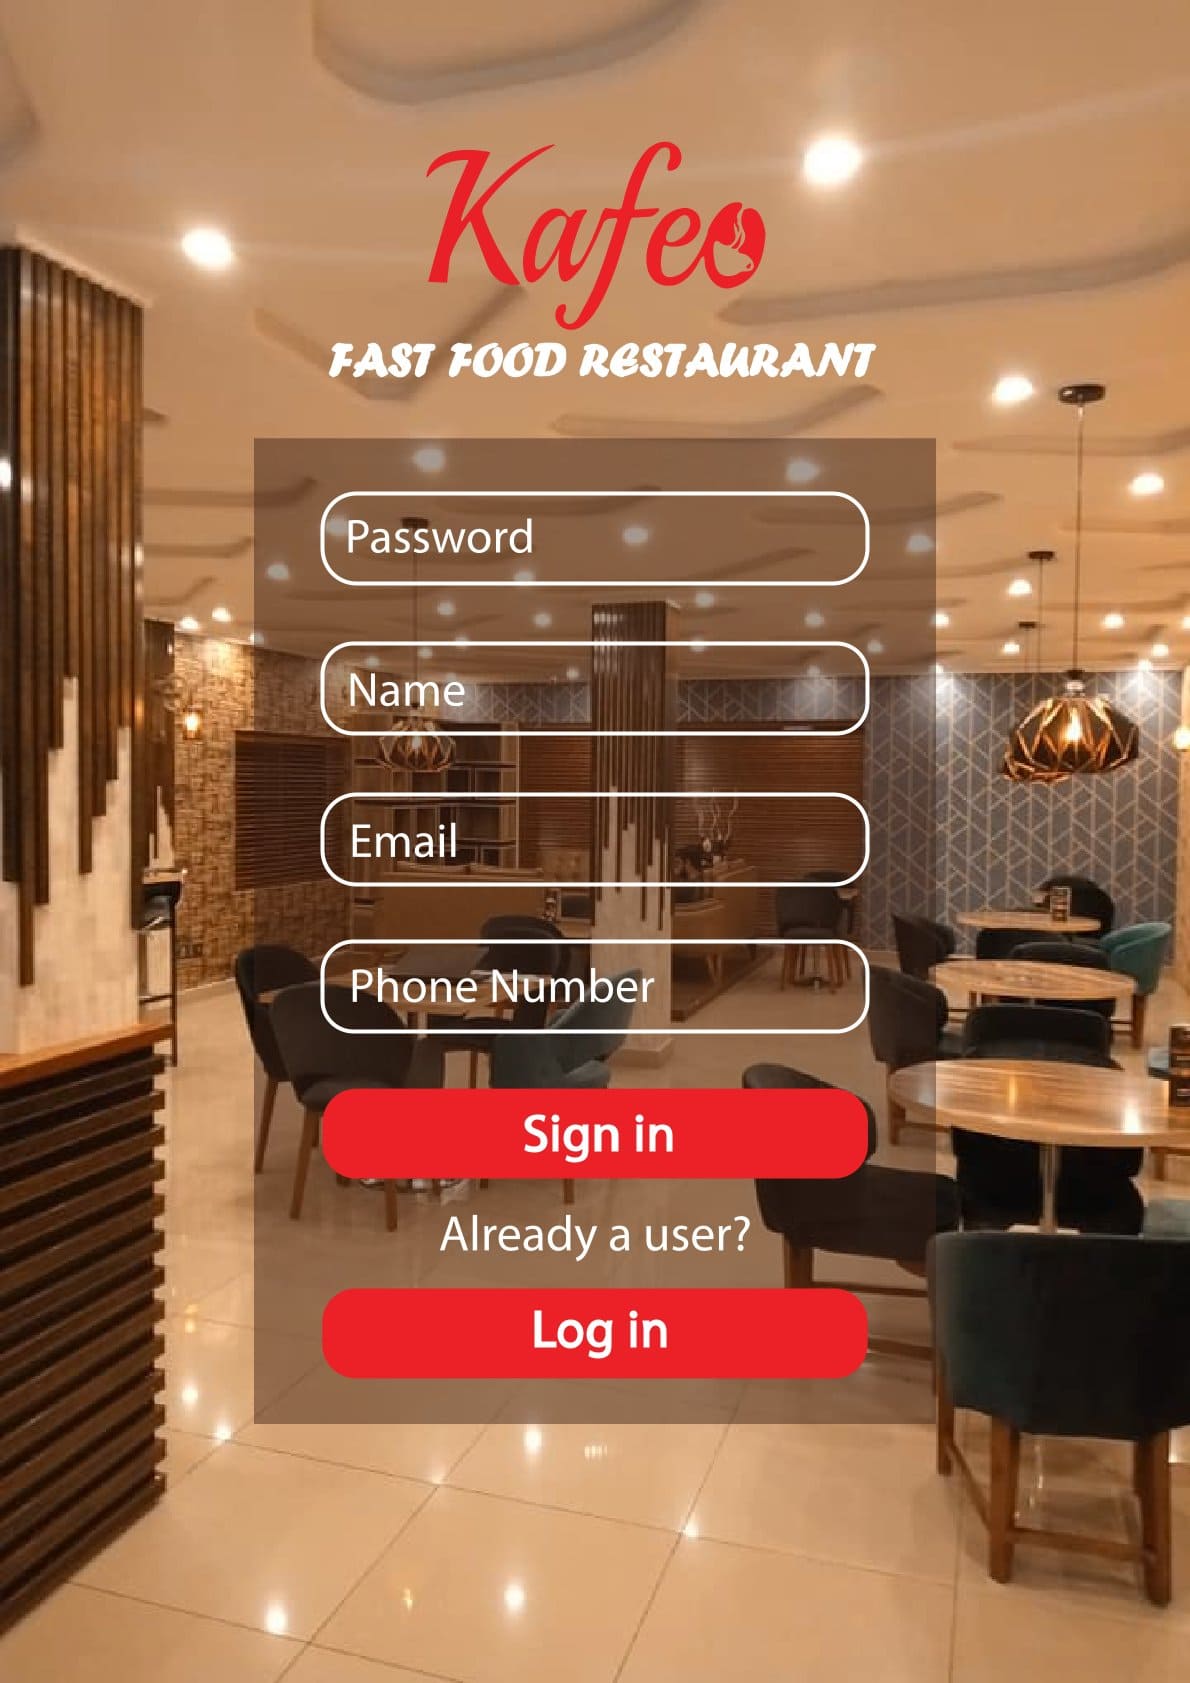 Kafeo
FAST FOOD RESTAURANT
Password
Name
Email
Phone Number
Sign in
Already a user?
Log in